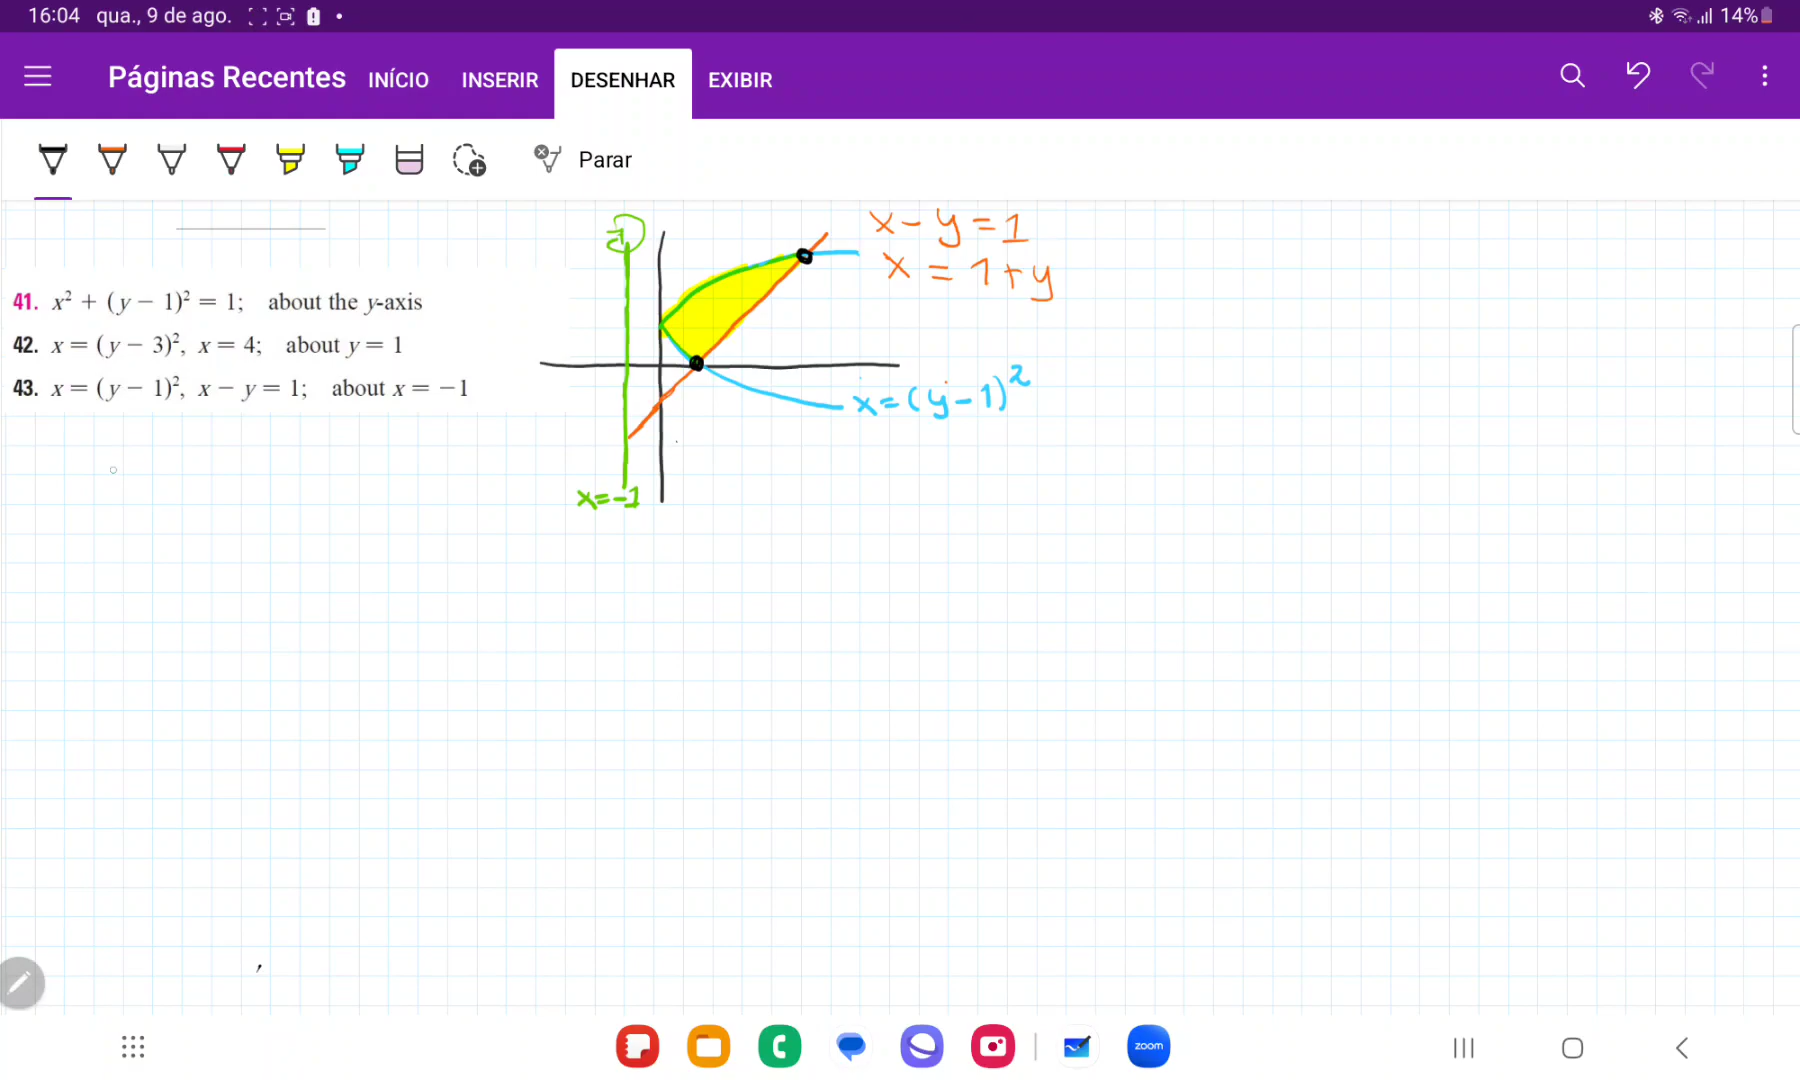 16:04 qua., 9 de ago. 14%
Páginas Recentes INÍCIO INSERIR DESENHAR EXIBIR
Parar
x - y = 1
x = 1 + y
41. x² + (y − 1)² = 1; about the y-axis
42. x = (y − 3)², x = 4; about y = 1
43. x = (y − 1)², x − y = 1; about x = −1
x = (y - 1)²
x = -1
zoom